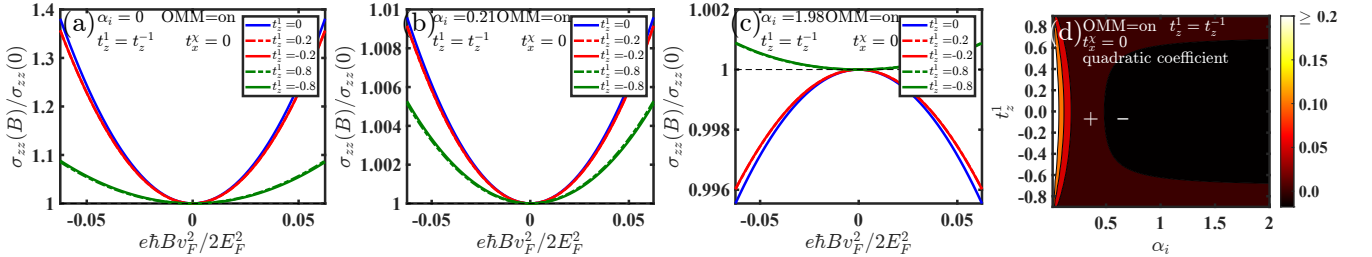 a)
α_i = 0 OMM=on
t_z^1 = t_z^{-1} t_x^χ = 0
t_z^1=0
t_z^1=0.2
t_z^1=-0.2
t_z^1=0.8
t_z^1=-0.8
σ_zz(B)/σ_zz(0)
1.4
1.3
1.2
1.1
1
-0.05 0 0.05
eℏBv_F^2/2E_F^2
b)
α_i =0.21OMM=on
t_z^1 = t_z^{-1} t_x^χ = 0
t_z^1=0
t_z^1=0.2
t_z^1=-0.2
t_z^1=0.8
t_z^1=-0.8
σ_zz(B)/σ_zz(0)
1.01
1.008
1.006
1.004
1.002
1
-0.05 0 0.05
eℏBv_F^2/2E_F^2
c)
α_i =1.98OMM=on
t_z^1 = t_z^{-1} t_x^χ = 0
t_z^1=0
t_z^1=0.2
t_z^1=-0.2
t_z^1=0.8
t_z^1=-0.8
σ_zz(B)/σ_zz(0)
1.002
1
0.998
0.996
-0.05 0 0.05
eℏBv_F^2/2E_F^2
d)
OMM=on t_z^1 = t_z^{-1}
t_x^χ=0
quadratic coefficient
+ −
t_z^1
0.8
0.6
0.4
0.2
0.0
-0.2
-0.4
-0.6
-0.8
0.5 1 1.5 2
α_i
≥ 0.2
0.15
0.10
0.05
0.0